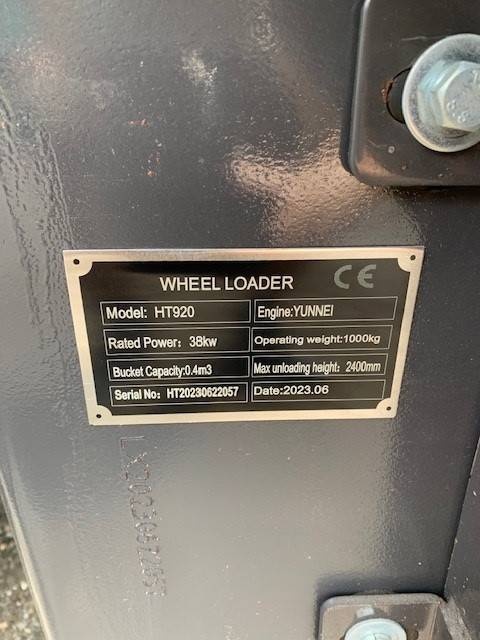 WHEEL LOADER CE
Model: HT920 Engine:YUNNEI
Rated Power: 38kw Operating weight:1000kg
Bucket Capacity:0.4m3 Max unloading height: 2400mm
Serial No: HT20230622057 Date:2023.06